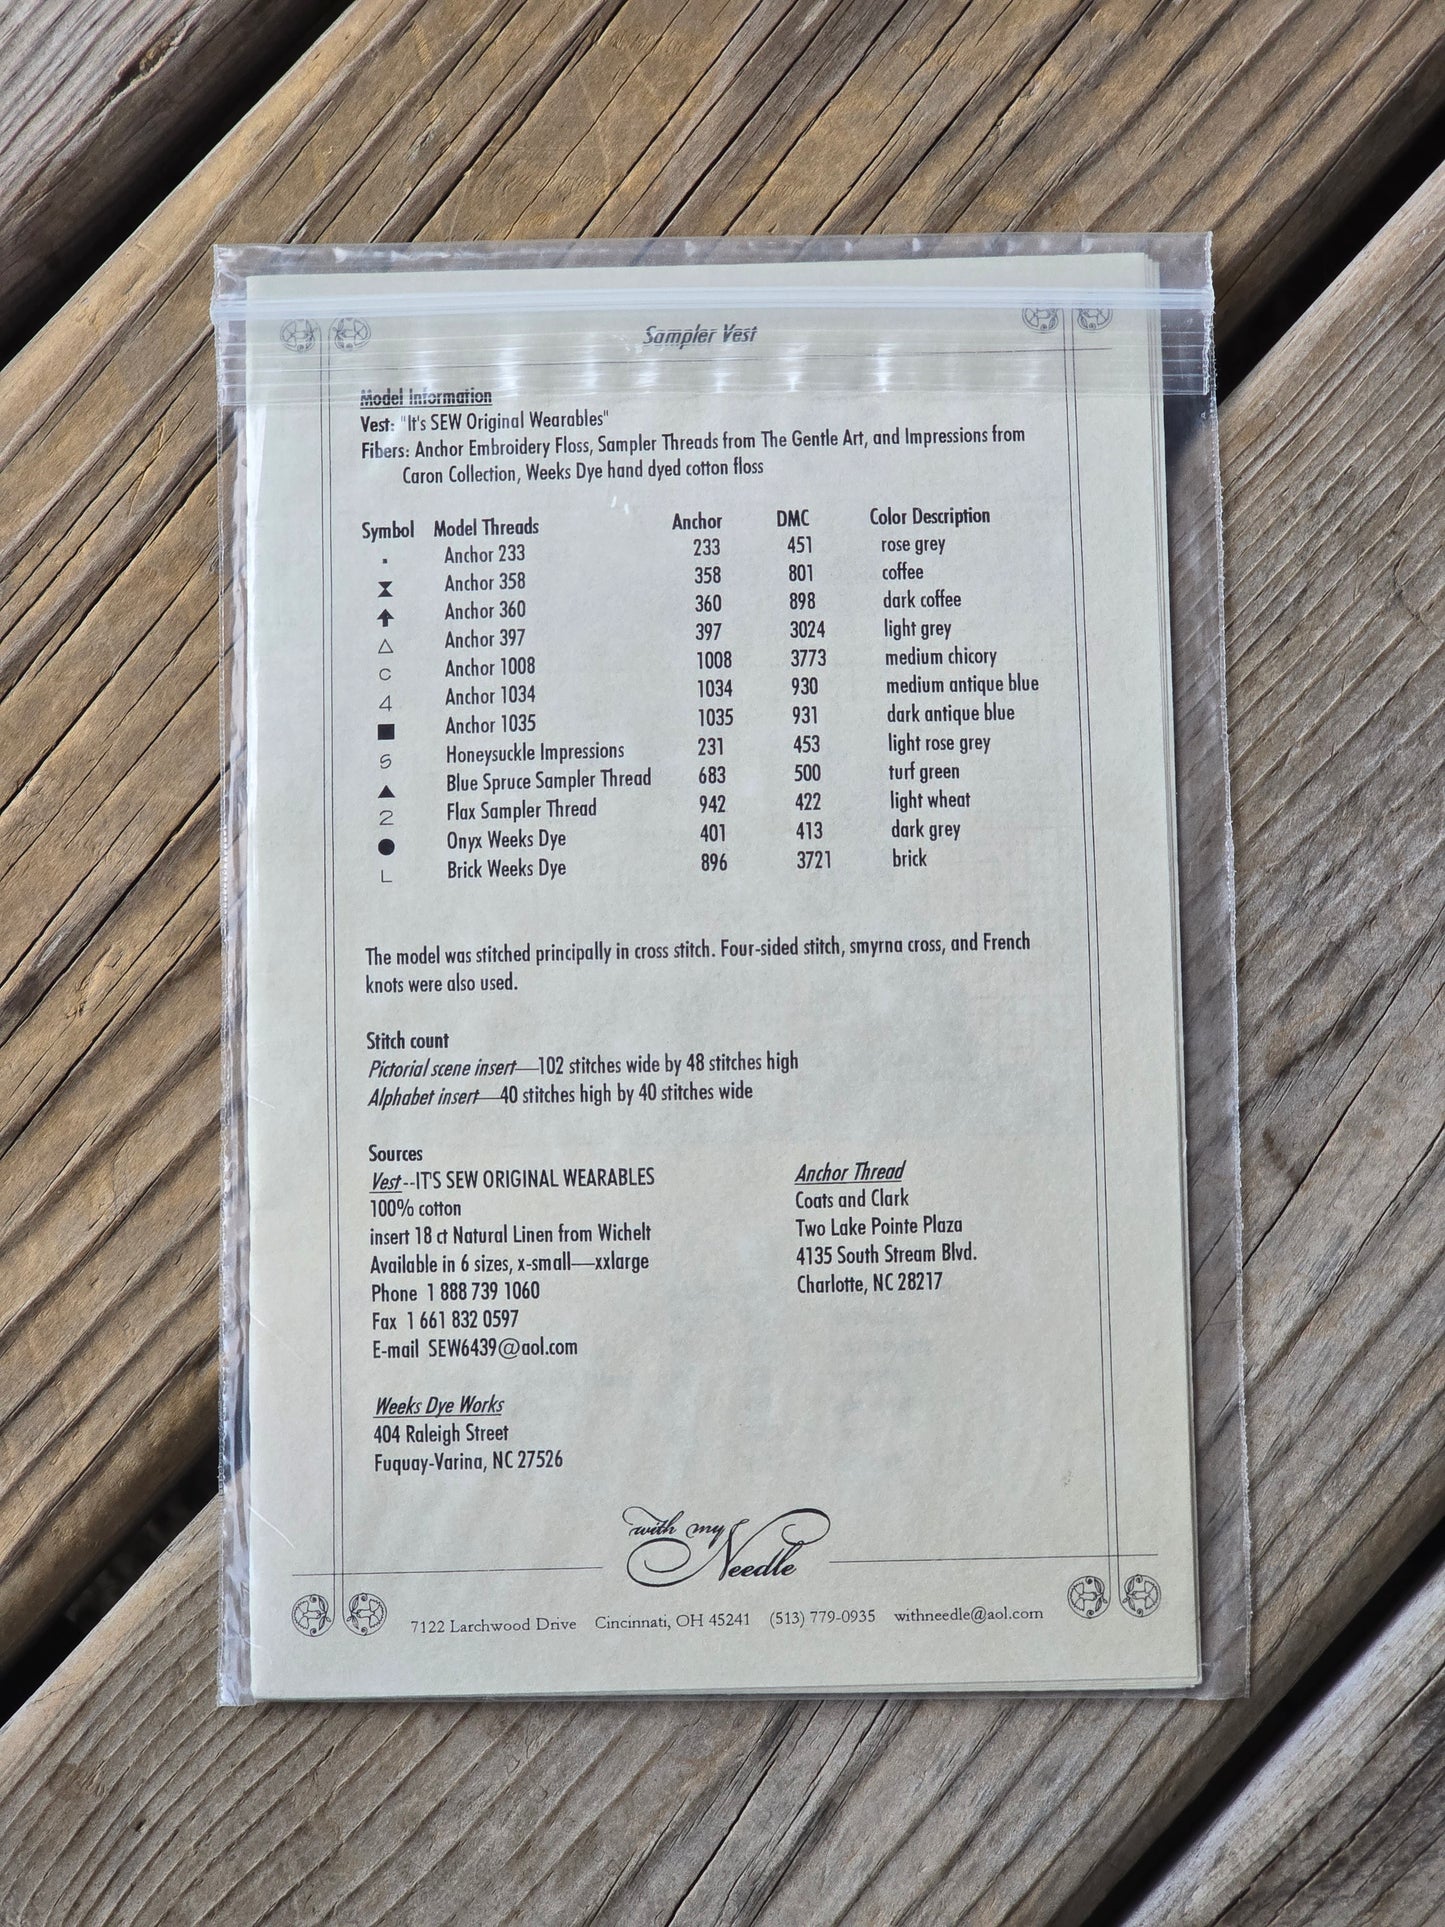 Sampler Vest
Model Information
Vest: "It's SEW Original Wearables"
Fibers: Anchor Embroidery Floss, Sampler Threads from The Gentle Art, and Impressions from
Caron Collection, Weeks Dye hand dyed cotton floss
Symbol Model Threads Anchor DMC Color Description
▪ Anchor 233 233 451 rose grey
⧗ Anchor 358 358 801 coffee
⬆ Anchor 360 360 898 dark coffee
△ Anchor 397 397 3024 light grey
C Anchor 1008 1008 3773 medium chicory
4 Anchor 1034 1034 930 medium antique blue
■ Anchor 1035 1035 931 dark antique blue
5 Honeysuckle Impressions 231 453 light rose grey
▲ Blue Spruce Sampler Thread 683 500 turf green
2 Flax Sampler Thread 942 422 light wheat
● Onyx Weeks Dye 401 413 dark grey
L Brick Weeks Dye 896 3721 brick
The model was stitched principally in cross stitch. Four-sided stitch, smyrna cross, and French
knots were also used.
Stitch count
Pictorial scene insert—102 stitches wide by 48 stitches high
Alphabet insert—40 stitches high by 40 stitches wide
Sources
Vest--IT'S SEW ORIGINAL WEARABLES
100% cotton
insert 18 ct Natural Linen from Wichelt
Available in 6 sizes, x-small—xxlarge
Phone 1 888 739 1060
Fax 1 661 832 0597
E-mail SEW6439@aol.com
Anchor Thread
Coats and Clark
Two Lake Pointe Plaza
4135 South Stream Blvd.
Charlotte, NC 28217
Weeks Dye Works
404 Raleigh Street
Fuquay-Varina, NC 27526
with my
Needle
7122 Larchwood Drive Cincinnati, OH 45241 (513) 779-0935 withneedle@aol.com